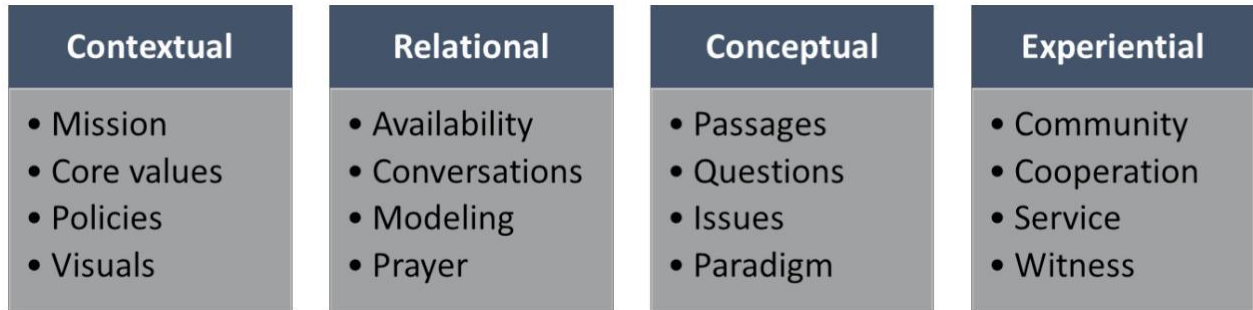 Contextual
• Mission
• Core values
• Policies
• Visuals
Relational
• Availability
• Conversations
• Modeling
• Prayer
Conceptual
• Passages
• Questions
• Issues
• Paradigm
Experiential
• Community
• Cooperation
• Service
• Witness